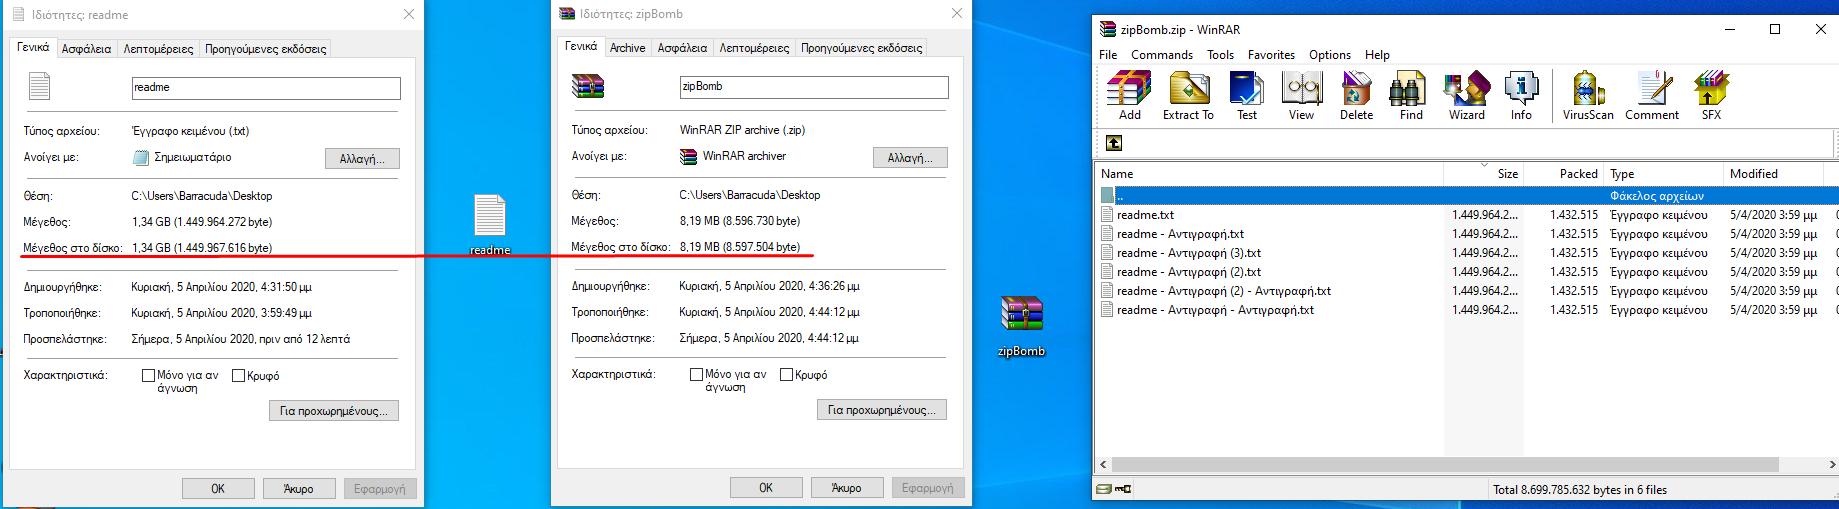 Ιδιότητες: readme
Γενικά Ασφάλεια Λεπτομέρειες Προηγούμενες εκδόσεις
readme
Τύπος αρχείου: Έγγραφο κειμένου (.txt)
Ανοίγει με: Σημειωματάριο Αλλαγή...
Θέση: C:\Users\Barracuda\Desktop
Μέγεθος: 1,34 GB (1.449.964.272 byte)
Μέγεθος στο δίσκο: 1,34 GB (1.449.967.616 byte)
Δημιουργήθηκε: Κυριακή, 5 Απριλίου 2020, 4:31:50 μμ
Τροποποιήθηκε: Κυριακή, 5 Απριλίου 2020, 3:59:49 μμ
Προσπελάστηκε: Σήμερα, 5 Απριλίου 2020, πριν από 12 λεπτά
Χαρακτηριστικά: Μόνο για αν Κρυφό
άγνωση
Για προχωρημένους...
OK Άκυρο Εφαρμογή
readme
Ιδιότητες: zipBomb
Γενικά Archive Ασφάλεια Λεπτομέρειες Προηγούμενες εκδόσεις
zipBomb
Τύπος αρχείου: WinRAR ZIP archive (.zip)
Ανοίγει με: WinRAR archiver Αλλαγή...
Θέση: C:\Users\Barracuda\Desktop
Μέγεθος: 8,19 MB (8.596.730 byte)
Μέγεθος στο δίσκο: 8,19 MB (8.597.504 byte)
Δημιουργήθηκε: Κυριακή, 5 Απριλίου 2020, 4:36:26 μμ
Τροποποιήθηκε: Κυριακή, 5 Απριλίου 2020, 4:44:12 μμ
Προσπελάστηκε: Σήμερα, 5 Απριλίου 2020, 4:44:12 μμ
Χαρακτηριστικά: Μόνο για αν Κρυφό
άγνωση
Για προχωρημένους...
OK Άκυρο Εφαρμογή
zipBomb
zipBomb.zip - WinRAR
File Commands Tools Favorites Options Help
Add Extract To Test View Delete Find Wizard Info VirusScan Comment SFX
Name Size Packed Type Modified
.. Φάκελος αρχείων
readme.txt 1.449.964.2... 1.432.515 Έγγραφο κειμένου 5/4/2020 3:59 μμ
readme - Αντιγραφή.txt 1.449.964.2... 1.432.515 Έγγραφο κειμένου 5/4/2020 3:59 μμ
readme - Αντιγραφή (3).txt 1.449.964.2... 1.432.515 Έγγραφο κειμένου 5/4/2020 3:59 μμ
readme - Αντιγραφή (2).txt 1.449.964.2... 1.432.515 Έγγραφο κειμένου 5/4/2020 3:59 μμ
readme - Αντιγραφή (2) - Αντιγραφή.txt 1.449.964.2... 1.432.515 Έγγραφο κειμένου 5/4/2020 3:59 μμ
readme - Αντιγραφή - Αντιγραφή.txt 1.449.964.2... 1.432.515 Έγγραφο κειμένου 5/4/2020 3:59 μμ
Total 8.699.785.632 bytes in 6 files